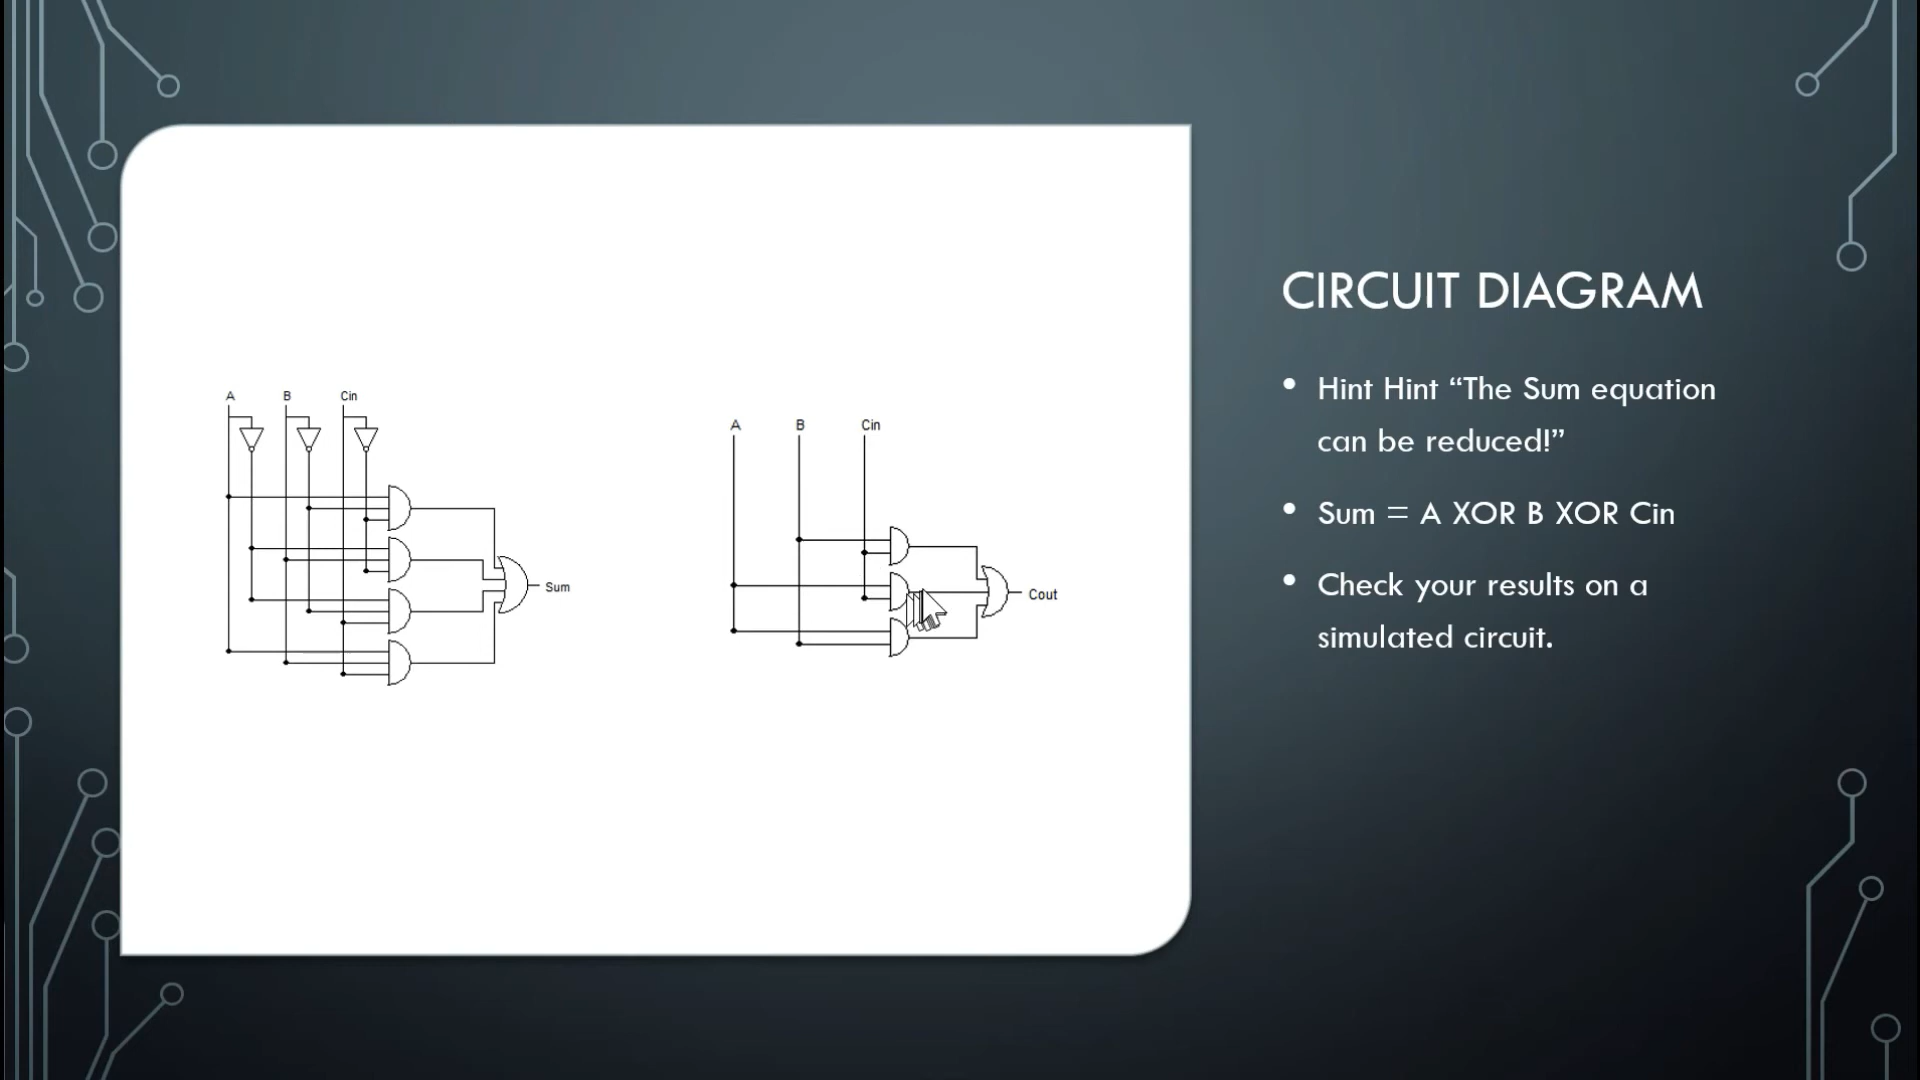 CIRCUIT DIAGRAM
• Hint Hint “The Sum equation
can be reduced!”
• Sum = A XOR B XOR Cin
• Check your results on a
simulated circuit.
A B Cin
Sum
A B Cin
Cout